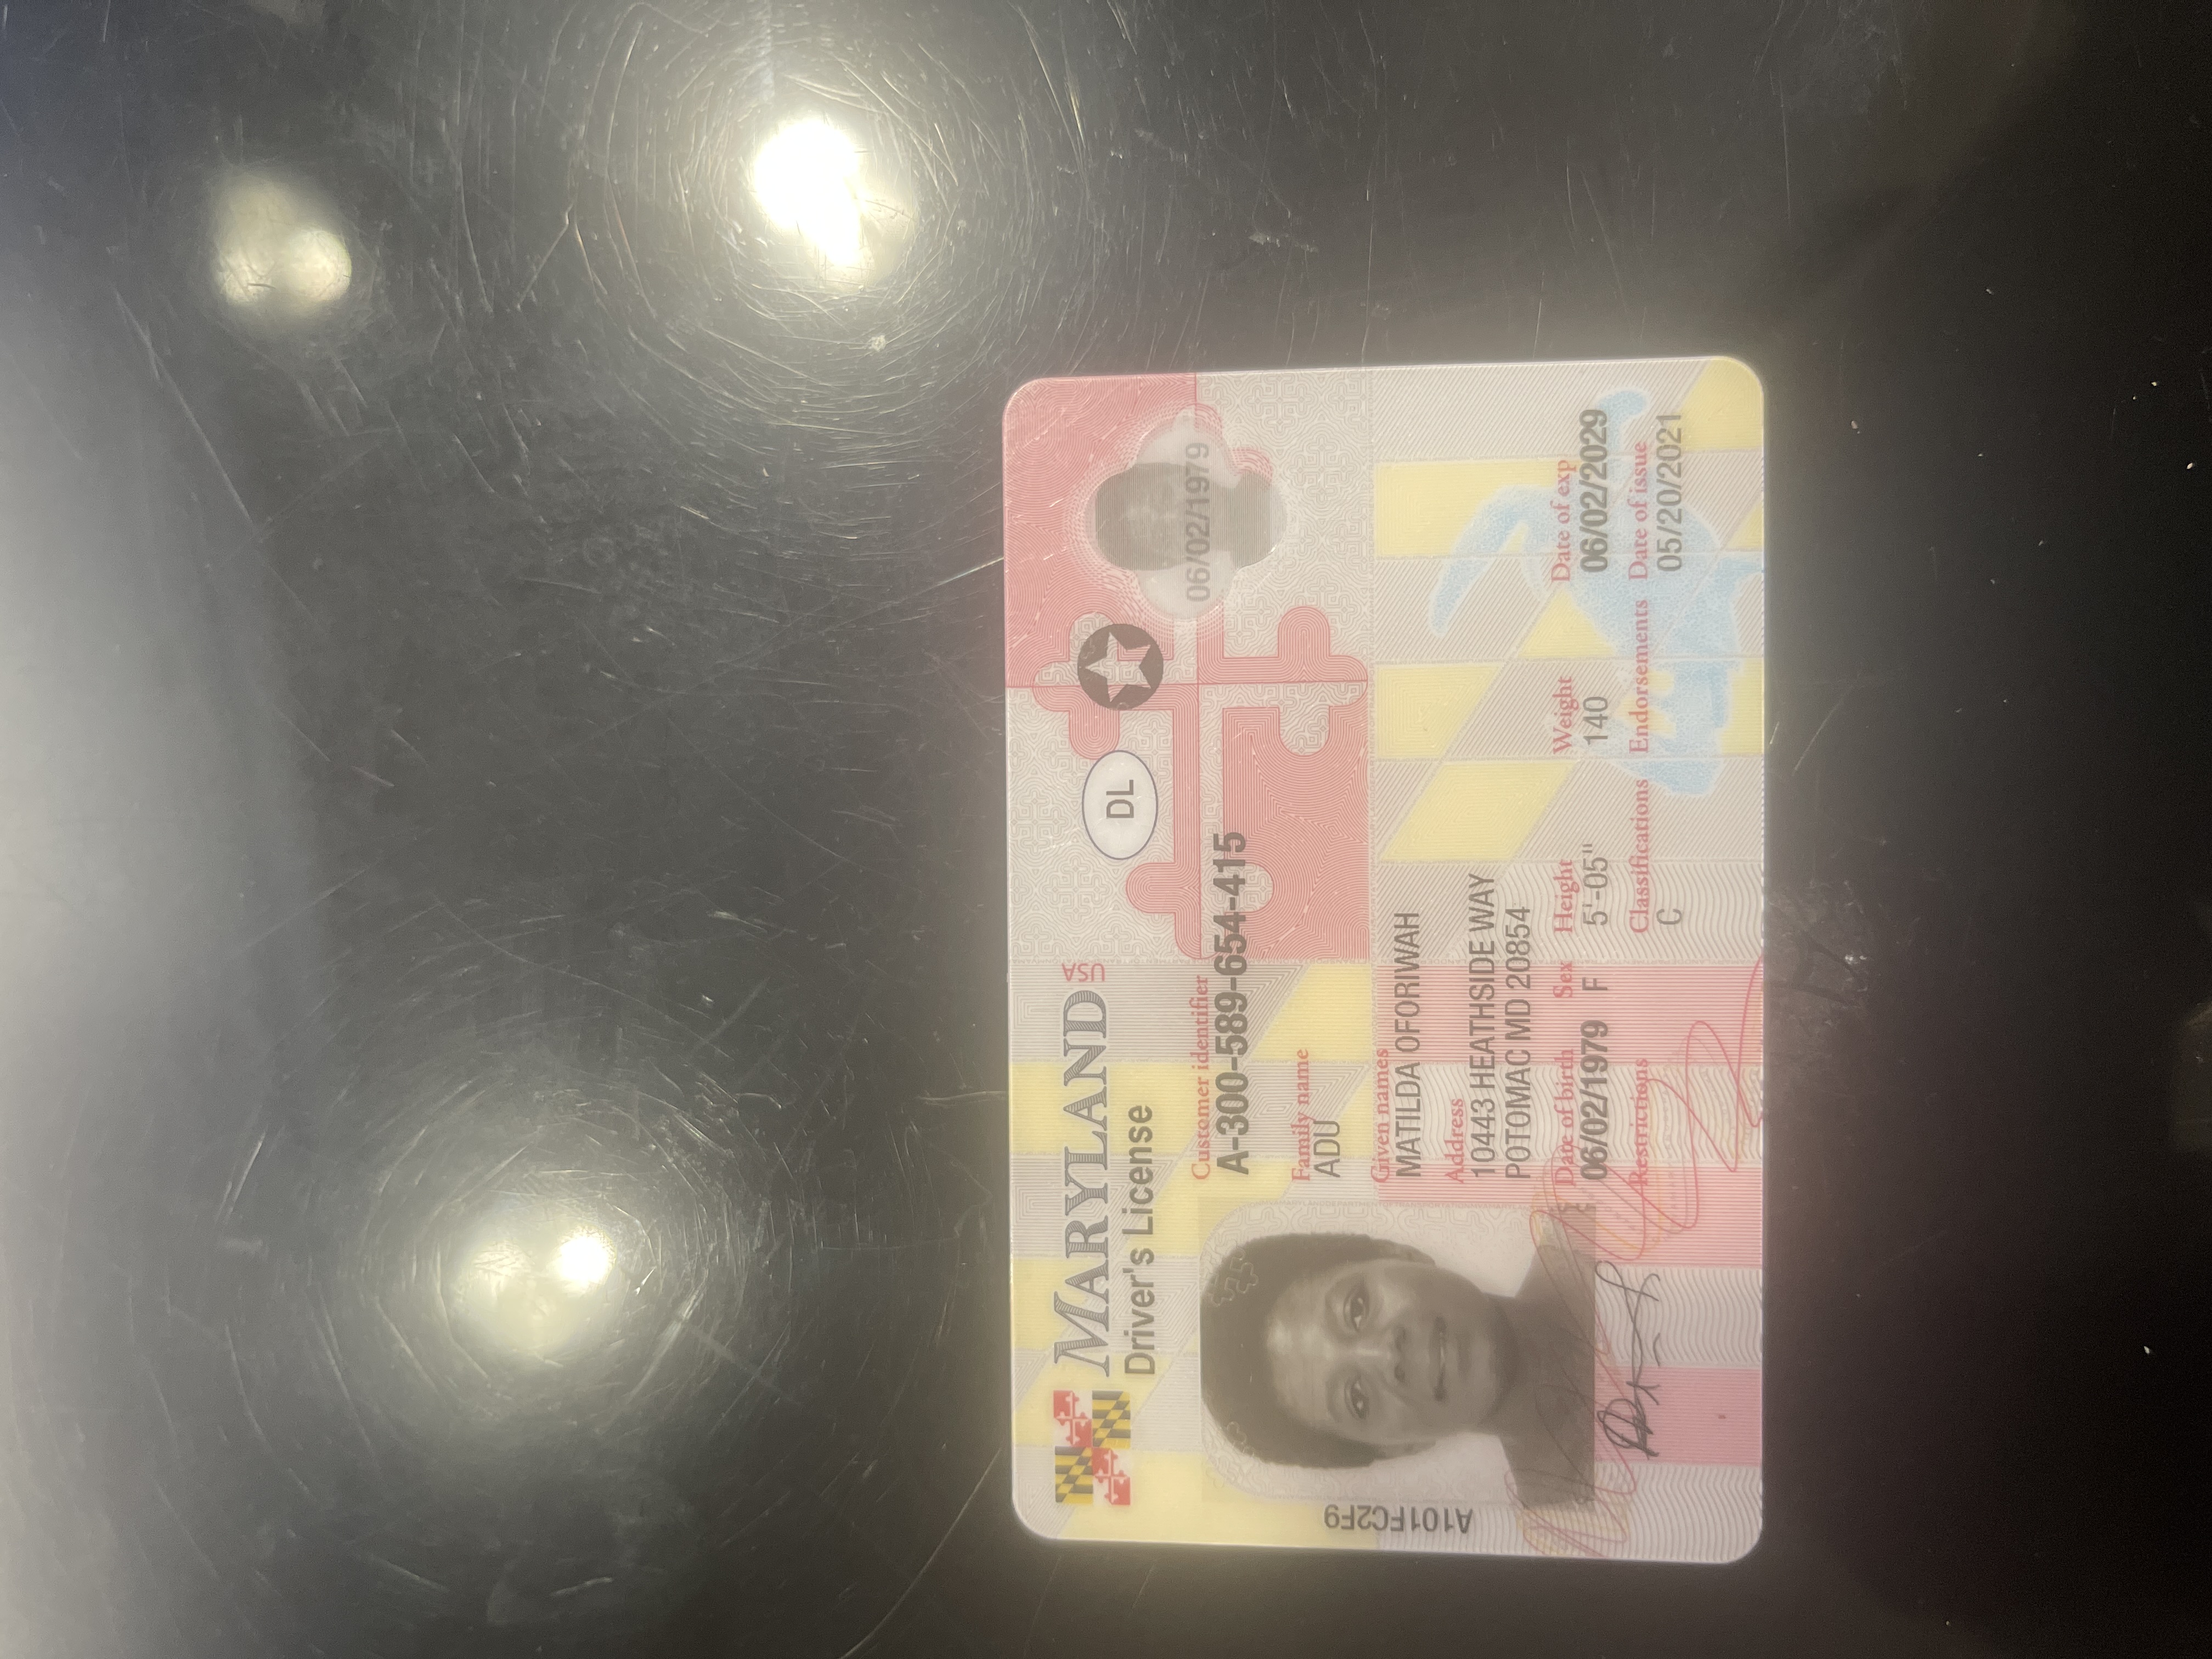 MARYLAND USA
Driver's License
DL
Customer identifier
A-300-589-654-415
06/02/1979
Family name
ADU
Given names
MATILDA OFORIWAH
Address
10443 HEATHSIDE WAY
POTOMAC MD 20854
Date of birth Sex Height Weight Date of exp
06/02/1979 F 5'-05" 140 06/02/2029
Restrictions Classifications Endorsements Date of issue
C 05/20/2021
A101FC2F9